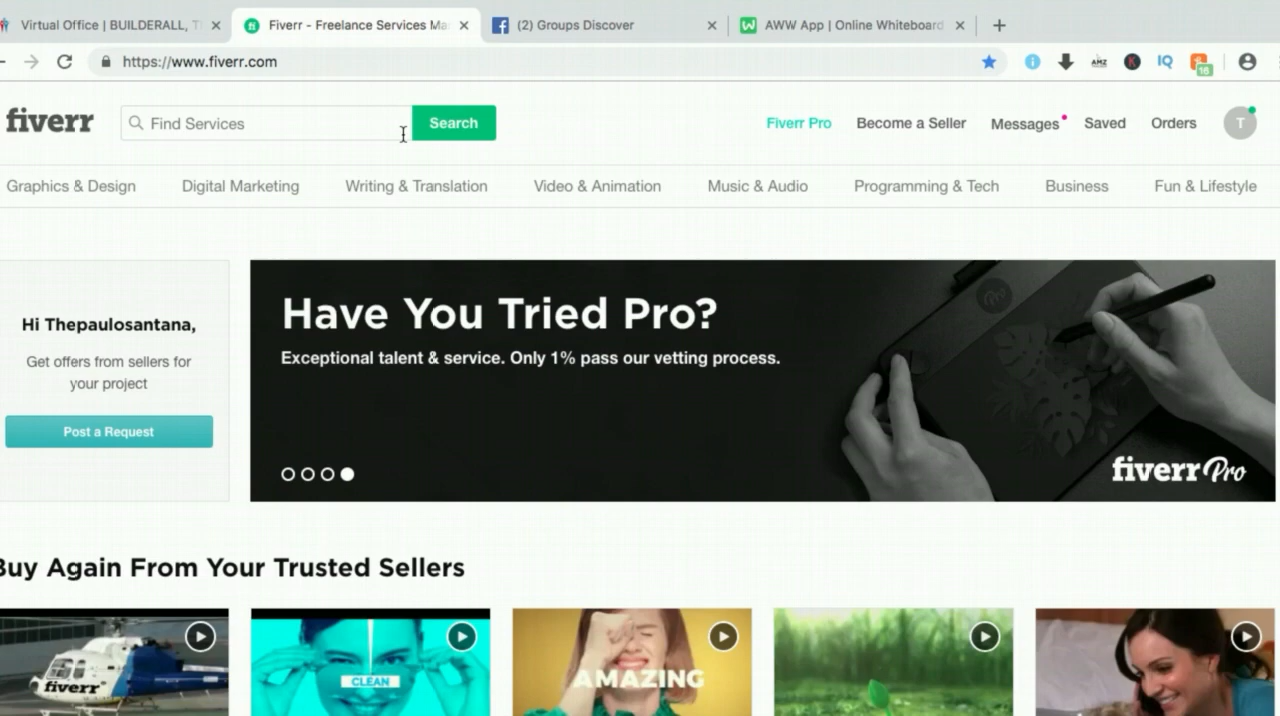 Virtual Office | BUILDERALL, T
Fiverr - Freelance Services Ma
(2) Groups Discover
AWW App | Online Whiteboard
https://www.fiverr.com
AMZ
K
IQ
16
fiverr
Find Services
Search
Fiverr Pro
Become a Seller
Messages
Saved
Orders
T
Graphics & Design
Digital Marketing
Writing & Translation
Video & Animation
Music & Audio
Programming & Tech
Business
Fun & Lifestyle
Hi Thepaulosantana,
Get offers from sellers for
your project
Post a Request
Have You Tried Pro?
Exceptional talent & service. Only 1% pass our vetting process.
fiverr Pro
Buy Again From Your Trusted Sellers
fiverr
CLEAN
AMAZING